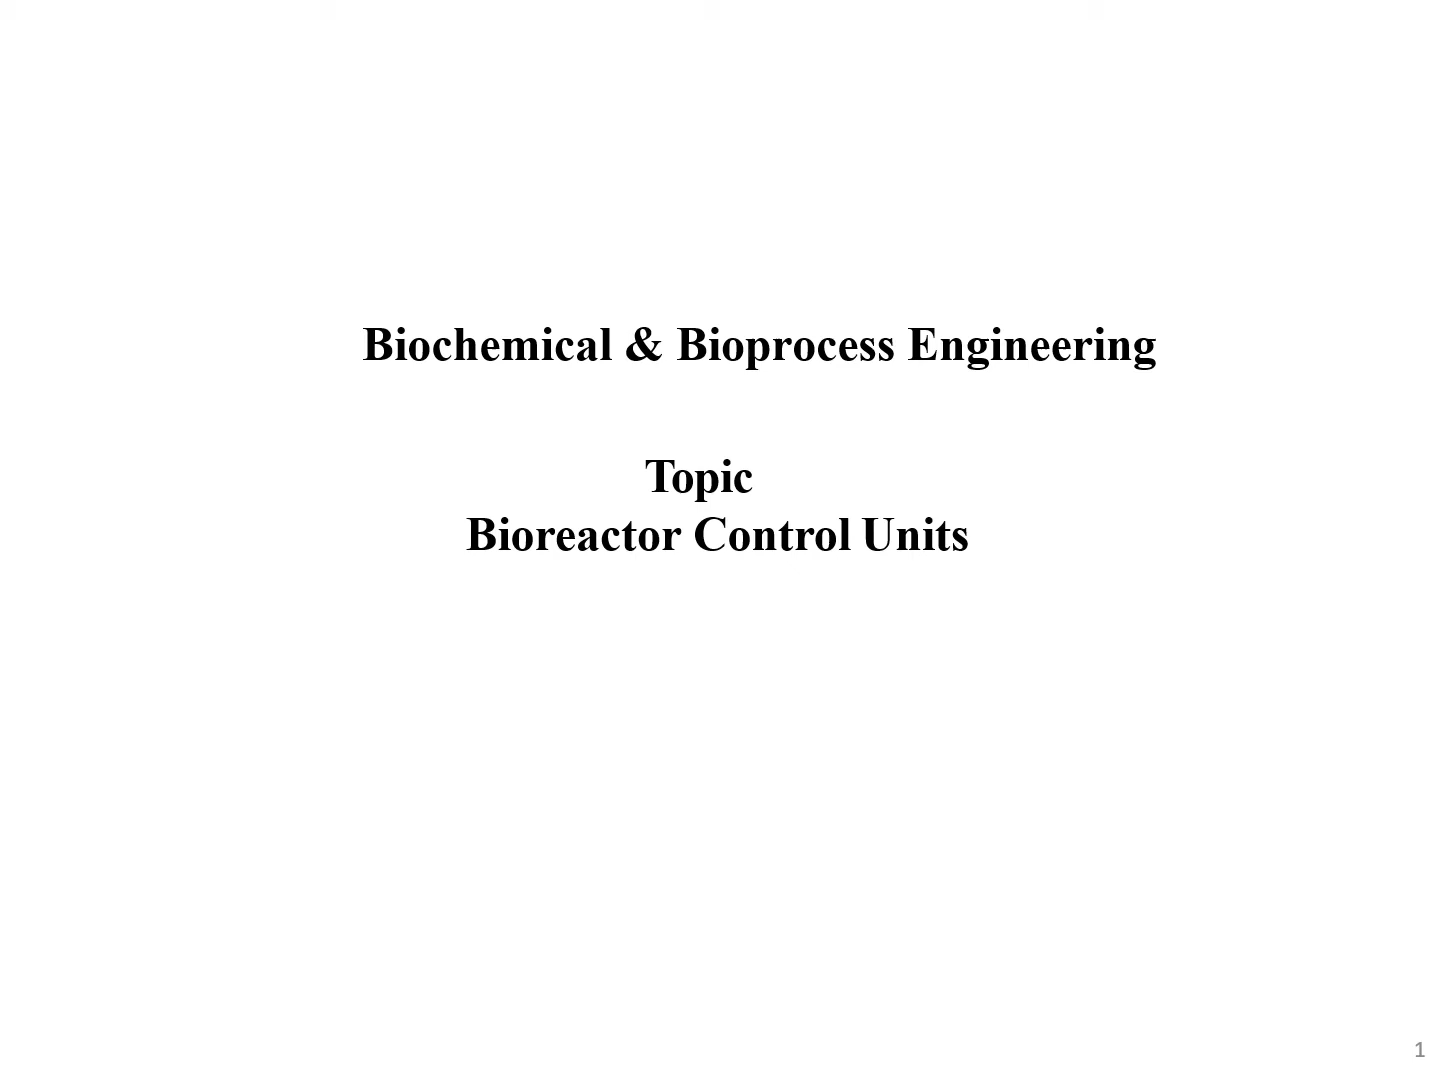 Biochemical & Bioprocess Engineering
Topic
Bioreactor Control Units
1